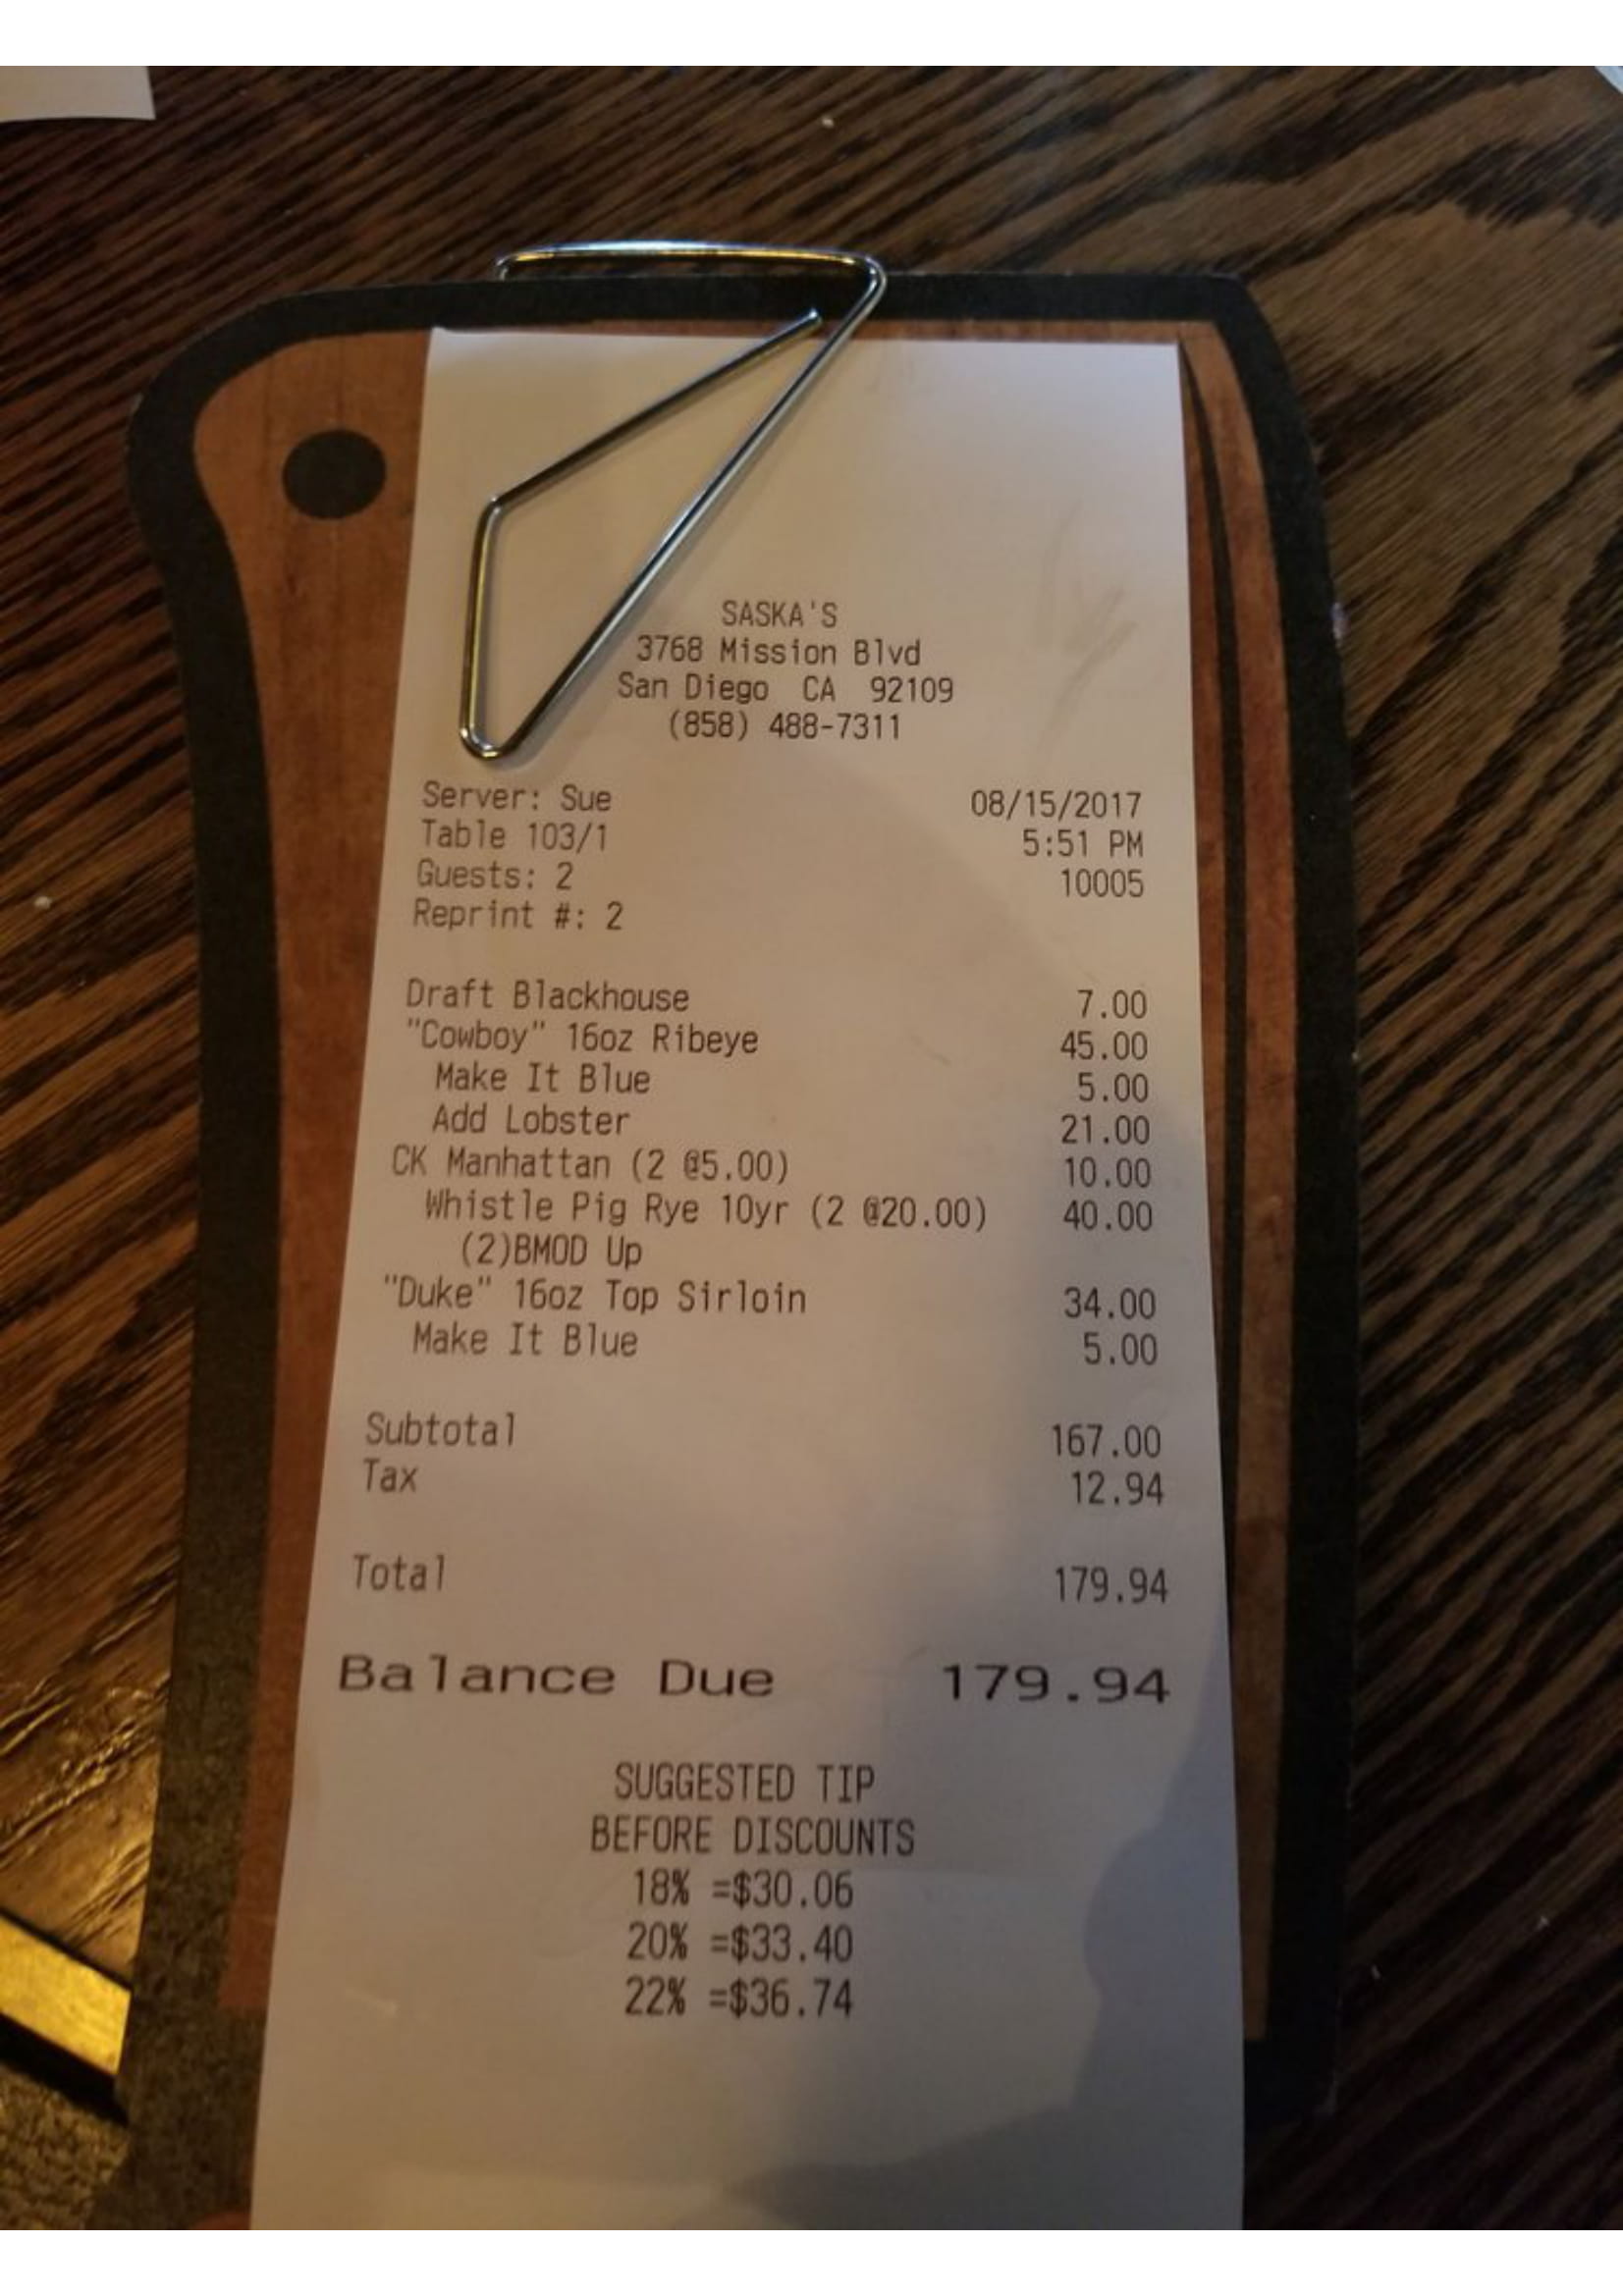 SASKA'S
3768 Mission Blvd
San Diego CA 92109
(858) 488-7311
Server: Sue 08/15/2017
Table 103/1 5:51 PM
Guests: 2 10005
Reprint #: 2
Draft Blackhouse 7.00
"Cowboy" 16oz Ribeye 45.00
Make It Blue 5.00
Add Lobster 21.00
CK Manhattan (2 @5.00) 10.00
Whistle Pig Rye 10yr (2 @20.00) 40.00
(2)BMOD Up
"Duke" 16oz Top Sirloin 34.00
Make It Blue 5.00
Subtotal 167.00
Tax 12.94
Total 179.94
Balance Due 179.94
SUGGESTED TIP
BEFORE DISCOUNTS
18% =$30.06
20% =$33.40
22% =$36.74